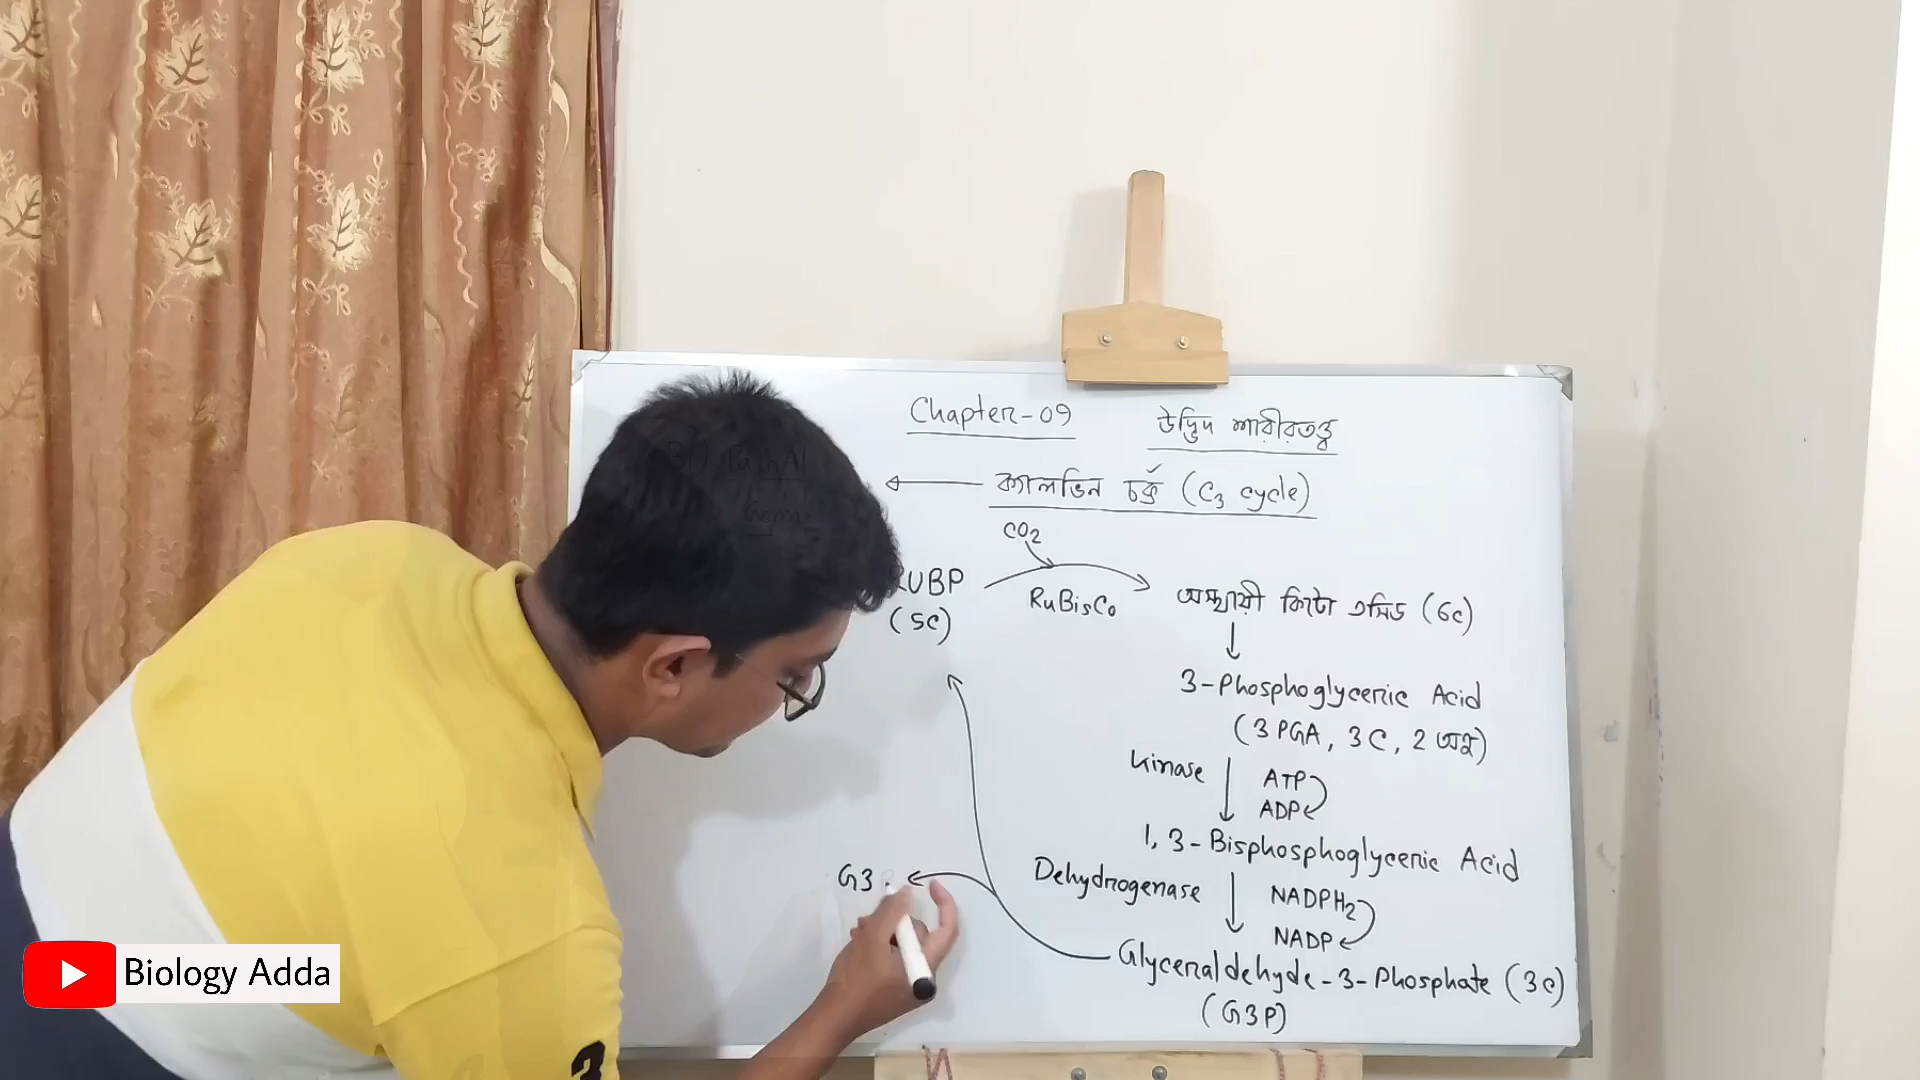 Chapter-09 উদ্ভিদ শারীরতত্ত্ব
ক্যালভিন চক্র (C3 cycle)
CO2
RUBP
(5C)
RuBisCo
অস্থায়ী কিটো এসিড (6C)
3-Phosphoglyceric Acid
(3PGA, 3C, 2 অণু)
Kinase
ATP
ADP
1,3-Bisphosphoglyceric Acid
Dehydrogenase
NADPH2
NADP
Glyceraldehyde-3-Phosphate (3C)
(G3P)
G3
Biology Adda
3